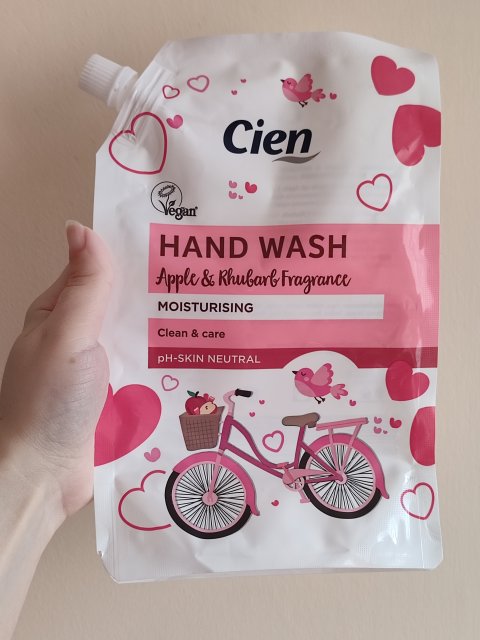 Cien
Vegan
HAND WASH
Apple & Rhubarb Fragrance
MOISTURISING
Clean & care
pH-SKIN NEUTRAL